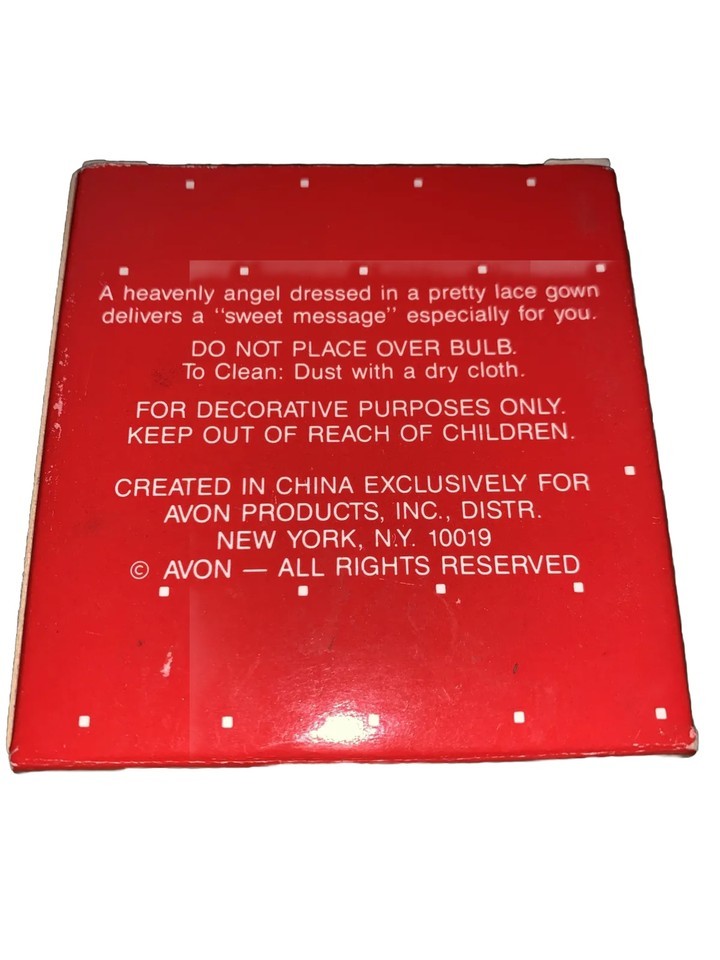 A heavenly angel dressed in a pretty lace gown
delivers a "sweet message" especially for you.
DO NOT PLACE OVER BULB.
To Clean: Dust with a dry cloth.
FOR DECORATIVE PURPOSES ONLY.
KEEP OUT OF REACH OF CHILDREN.
CREATED IN CHINA EXCLUSIVELY FOR
AVON PRODUCTS, INC., DISTR.
NEW YORK, N.Y. 10019
© AVON — ALL RIGHTS RESERVED